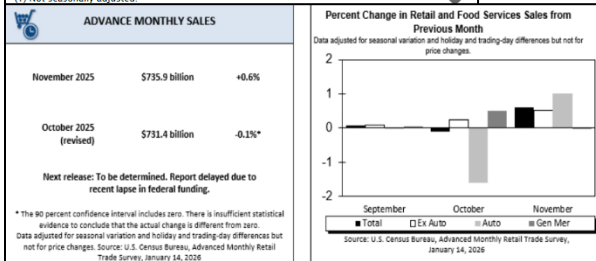 (1) Not seasonally adjusted.
ADVANCE MONTHLY SALES
November 2025 $735.9 billion +0.6%
October 2025
(revised) $731.4 billion -0.1%*
Next release: To be determined. Report delayed due to
recent lapse in federal funding.
* The 90 percent confidence interval includes zero. There is insufficient statistical
evidence to conclude that the actual change is different from zero.
Data adjusted for seasonal variation and holiday and trading-day differences but
not for price changes. Source: U.S. Census Bureau, Advanced Monthly Retail
Trade Survey, January 14, 2026
Percent Change in Retail and Food Services Sales from
Previous Month
Data adjusted for seasonal variation and holiday and trading-day differences but not for
price changes.
2
1
0
-1
-2
September October November
Total Ex Auto Auto Gen Mer
Source: U.S. Census Bureau, Advanced Monthly Retail Trade Survey,
January 14, 2026